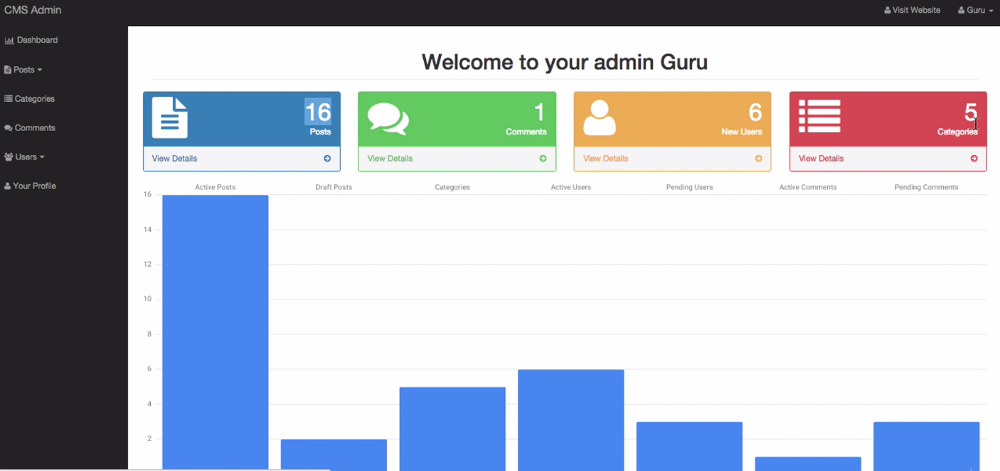 CMS Admin
Visit Website
Guru
Dashboard
Posts
Categories
Comments
Users
Your Profile
Welcome to your admin Guru
16
Posts
View Details
1
Comments
View Details
6
New Users
View Details
5
Categories
View Details
Active Posts
Draft Posts
Categories
Active Users
Pending Users
Active Comments
Pending Comments
16
14
12
10
8
6
4
2